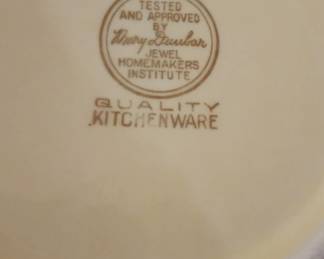 TESTED
AND APPROVED
BY
Mary Dunbar
JEWEL
HOMEMAKERS
INSTITUTE
QUALITY
KITCHENWARE